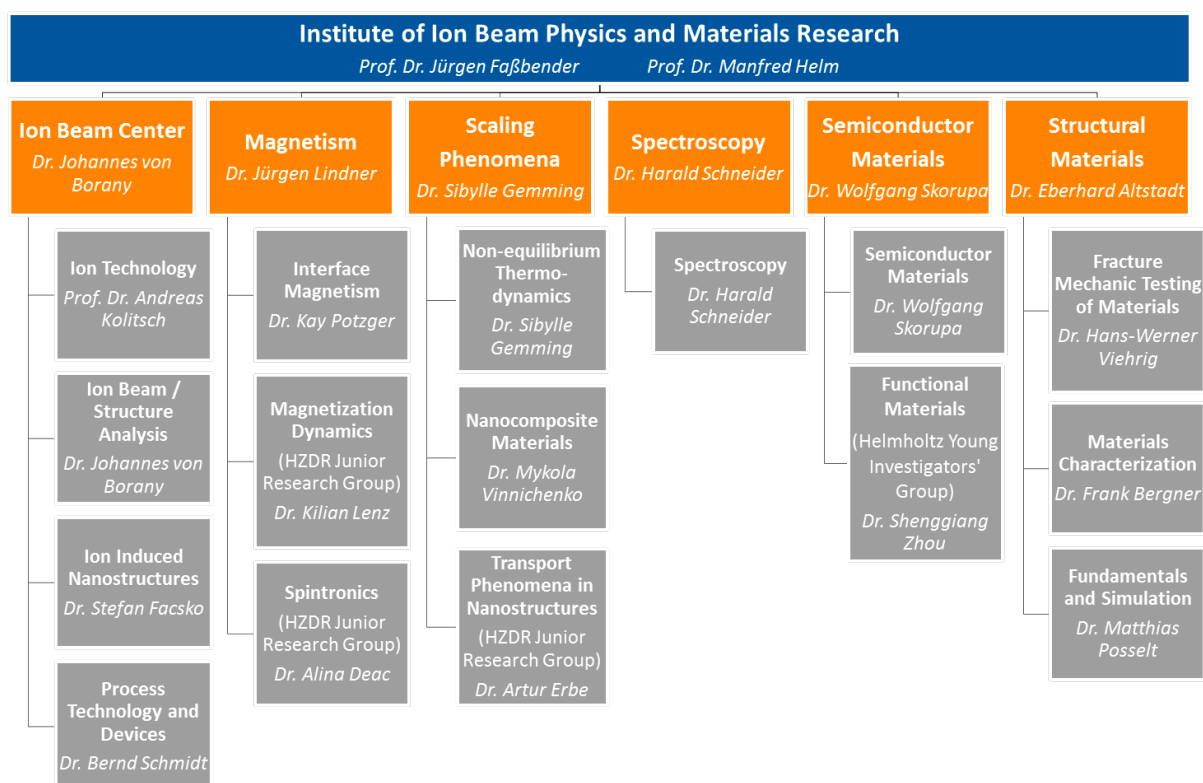 Institute of Ion Beam Physics and Materials Research
Prof. Dr. Jürgen Faßbender Prof. Dr. Manfred Helm
Ion Beam Center
Dr. Johannes von
Borany
Ion Technology
Prof. Dr. Andreas
Kolitsch
Ion Beam /
Structure
Analysis
Dr. Johannes von
Borany
Ion Induced
Nanostructures
Dr. Stefan Facsko
Process
Technology and
Devices
Dr. Bernd Schmidt
Magnetism
Dr. Jürgen Lindner
Interface
Magnetism
Dr. Kay Potzger
Magnetization
Dynamics
(HZDR Junior
Research Group)
Dr. Kilian Lenz
Spintronics
(HZDR Junior
Research Group)
Dr. Alina Deac
Scaling
Phenomena
Dr. Sibylle Gemming
Non-equilibrium
Thermo-
dynamics
Dr. Sibylle
Gemming
Nanocomposite
Materials
Dr. Mykola
Vinnichenko
Transport
Phenomena in
Nanostructures
(HZDR Junior
Research Group)
Dr. Artur Erbe
Spectroscopy
Dr. Harald Schneider
Spectroscopy
Dr. Harald
Schneider
Semiconductor
Materials
Dr. Wolfgang Skorupa
Semiconductor
Materials
Dr. Wolfgang
Skorupa
Functional
Materials
(Helmholtz Young
Investigators'
Group)
Dr. Shenggiang
Zhou
Structural
Materials
Dr. Eberhard Altstadt
Fracture
Mechanic Testing
of Materials
Dr. Hans-Werner
Viehrig
Materials
Characterization
Dr. Frank Bergner
Fundamentals
and Simulation
Dr. Matthias
Posselt